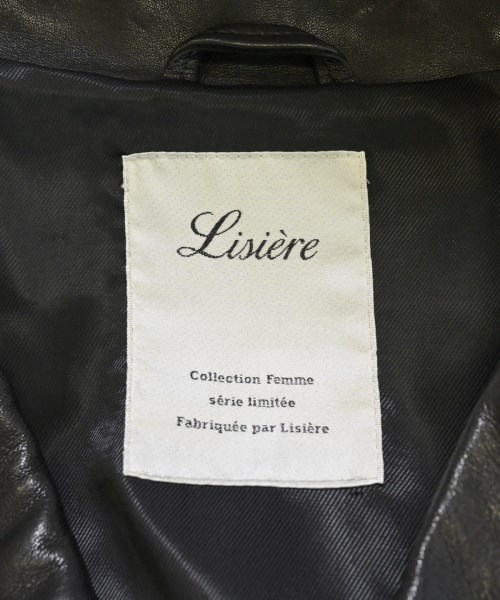 Lisière
Collection Femme
série limitée
Fabriquée par Lisière